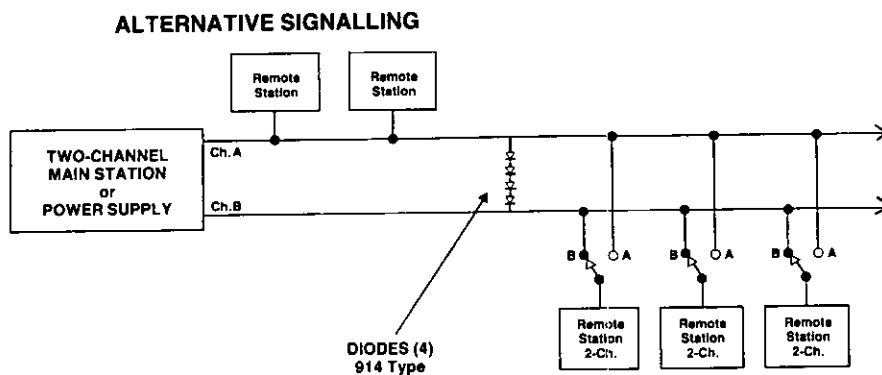 ALTERNATIVE SIGNALLING
Remote
Station
Remote
Station
TWO-CHANNEL
MAIN STATION
or
POWER SUPPLY
Ch. A
Ch.B
B
A
B
A
B
A
DIODES (4)
914 Type
Remote
Station
2-Ch.
Remote
Station
2-Ch.
Remote
Station
2-Ch.